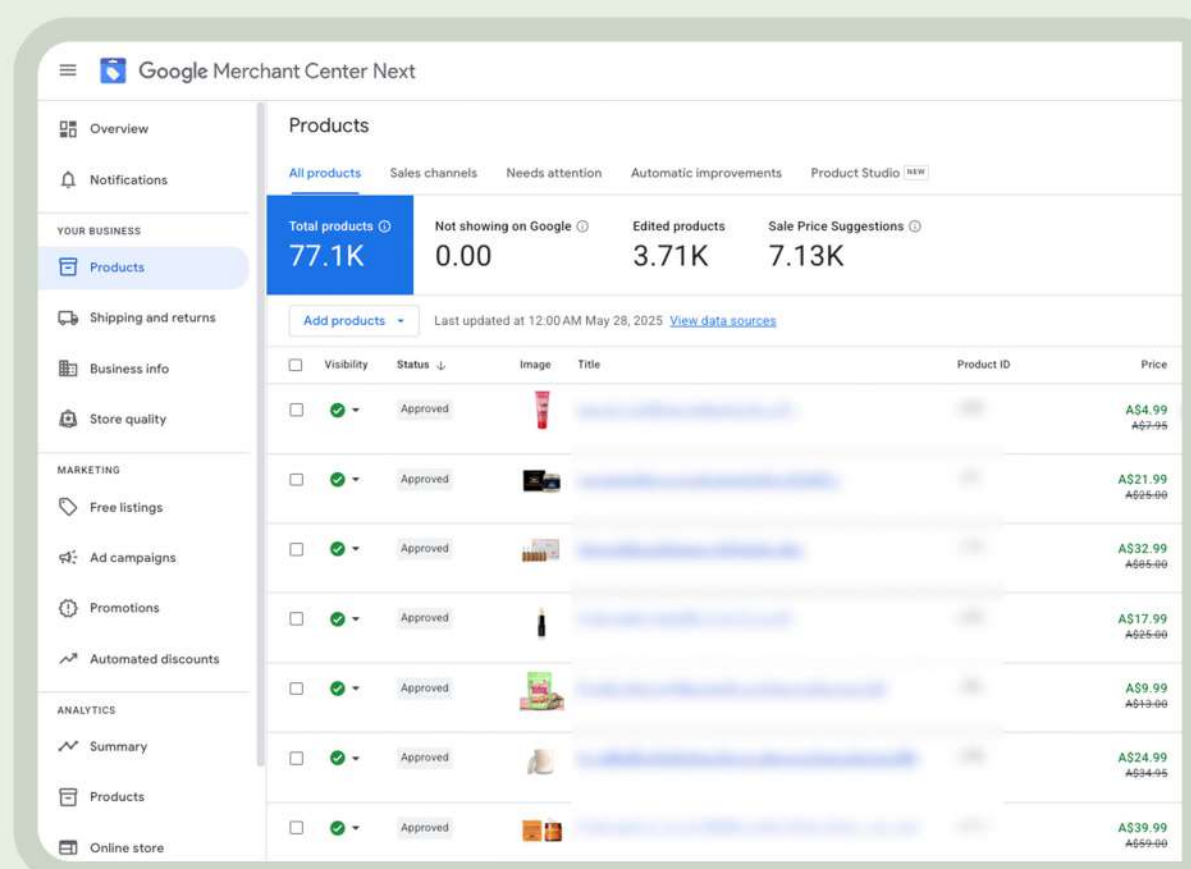 Google Merchant Center Next
Overview
Notifications
YOUR BUSINESS
Products
Shipping and returns
Business info
Store quality
MARKETING
Free listings
Ad campaigns
Promotions
Automated discounts
ANALYTICS
Summary
Products
Online store
Products
All products Sales channels Needs attention Automatic improvements Product Studio NEW
Total products Not showing on Google Edited products Sale Price Suggestions
77.1K 0.00 3.71K 7.13K
Add products Last updated at 12:00 AM May 28, 2025 View data sources
Visibility Status Image Title Product ID Price
Approved A$4.99
A$7.95
Approved A$21.99
A$25.00
Approved A$32.99
A$85.00
Approved A$17.99
A$25.00
Approved A$9.99
A$13.00
Approved A$24.99
A$34.95
Approved A$39.99
A$59.00